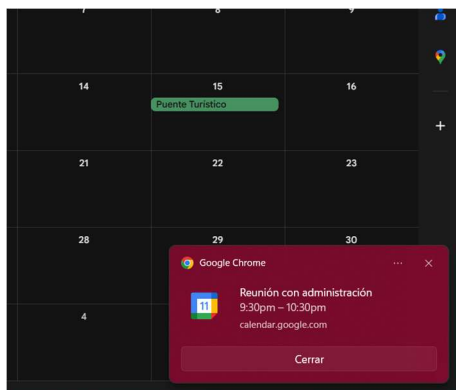 7 8 9
14 15 16
Puente Turístico
21 22 23
28 29 30
4
Google Chrome
11
Reunión con administración
9:30pm – 10:30pm
calendar.google.com
Cerrar